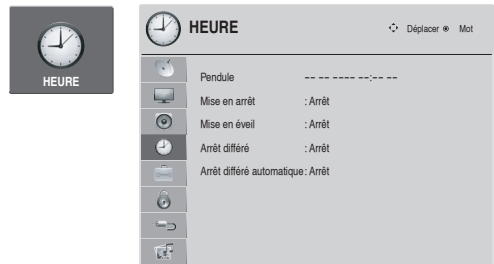 HEURE
HEURE Déplacer Mot
Pendule -- -- ---- --:-- --
Mise en arrêt : Arrêt
Mise en éveil : Arrêt
Arrêt différé : Arrêt
Arrêt différé automatique : Arrêt